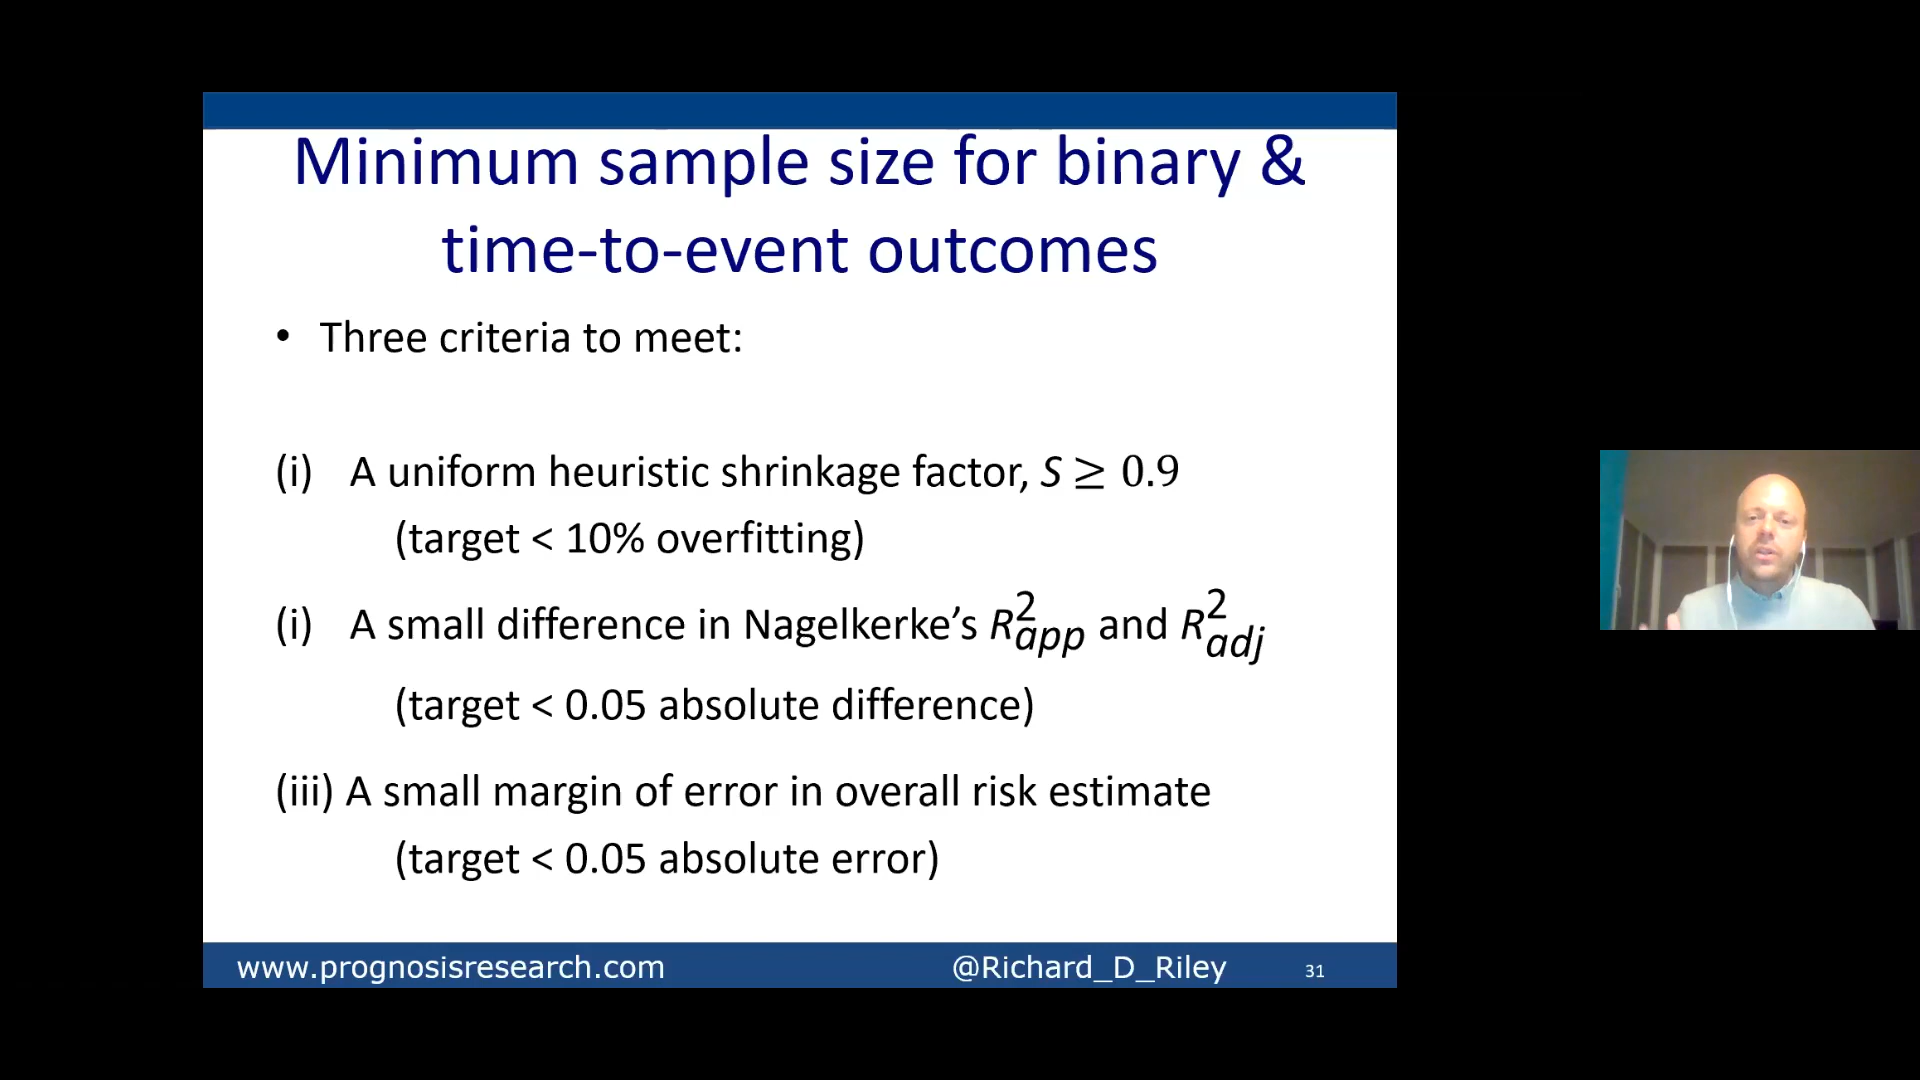 Minimum sample size for binary &
time-to-event outcomes
• Three criteria to meet:
(i) A uniform heuristic shrinkage factor, S ≥ 0.9
(target < 10% overfitting)
(i) A small difference in Nagelkerke’s R²app and R²adj
(target < 0.05 absolute difference)
(iii) A small margin of error in overall risk estimate
(target < 0.05 absolute error)
www.prognosisresearch.com @Richard_D_Riley 31